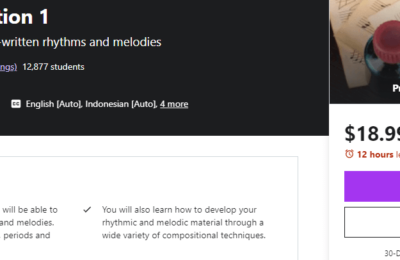 tion 1
-written rhythms and melodies
ngs) 12,877 students
CC English [Auto], Indonesian [Auto], 4 more
will be able to
and melodies.
periods and
You will also learn how to develop your
rhythmic and melodic material through a
wide variety of compositional techniques.
P
$18.99
12 hours l
30-D